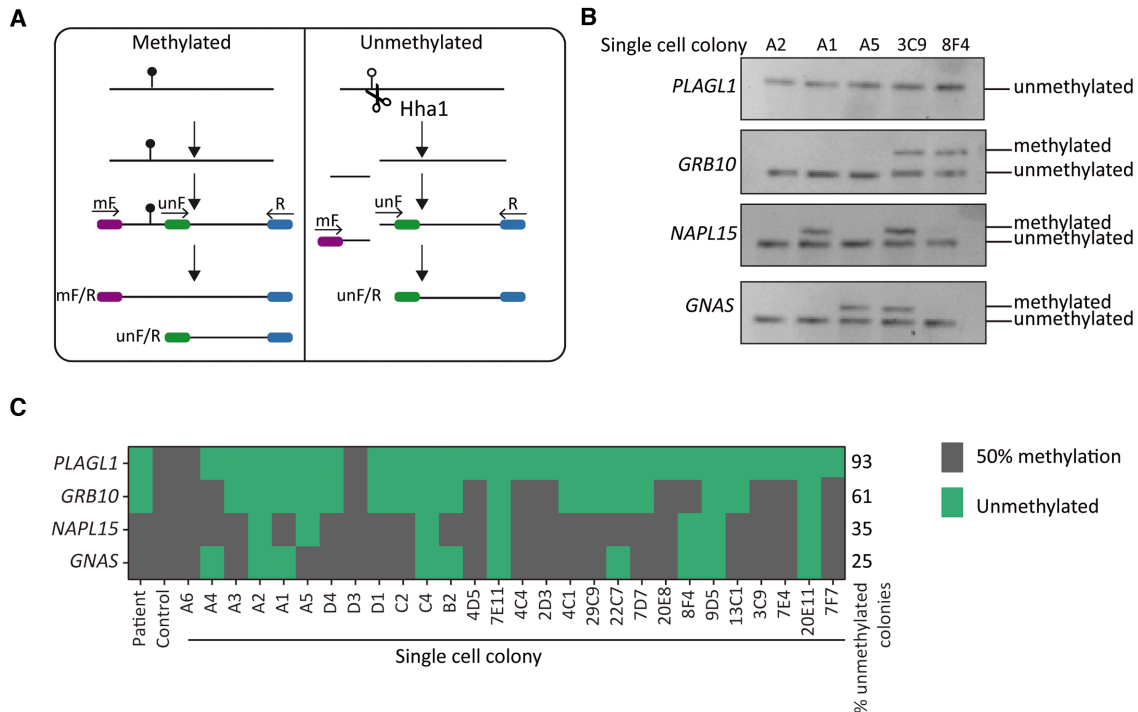 A
Methylated
Unmethylated
Hha1
mF
unF
R
unF
R
mF
mF/R
unF/R
unF/R
B
Single cell colony A2 A1 A5 3C9 8F4
PLAGL1
unmethylated
GRB10
methylated
unmethylated
NAPL15
methylated
unmethylated
GNAS
methylated
unmethylated
C
PLAGL1 93
GRB10 61
NAPL15 35
GNAS 25
50% methylation
Unmethylated
Patient Control A6 A4 A3 A2 A1 A5 D4 D3 D1 C2 C4 B2 4D5 7E11 4C4 2D3 4C1 29C9 22C7 7D7 20E8 8F4 9D5 13C1 3C9 7E4 20E11 7F7
% unmethylated
colonies
Single cell colony